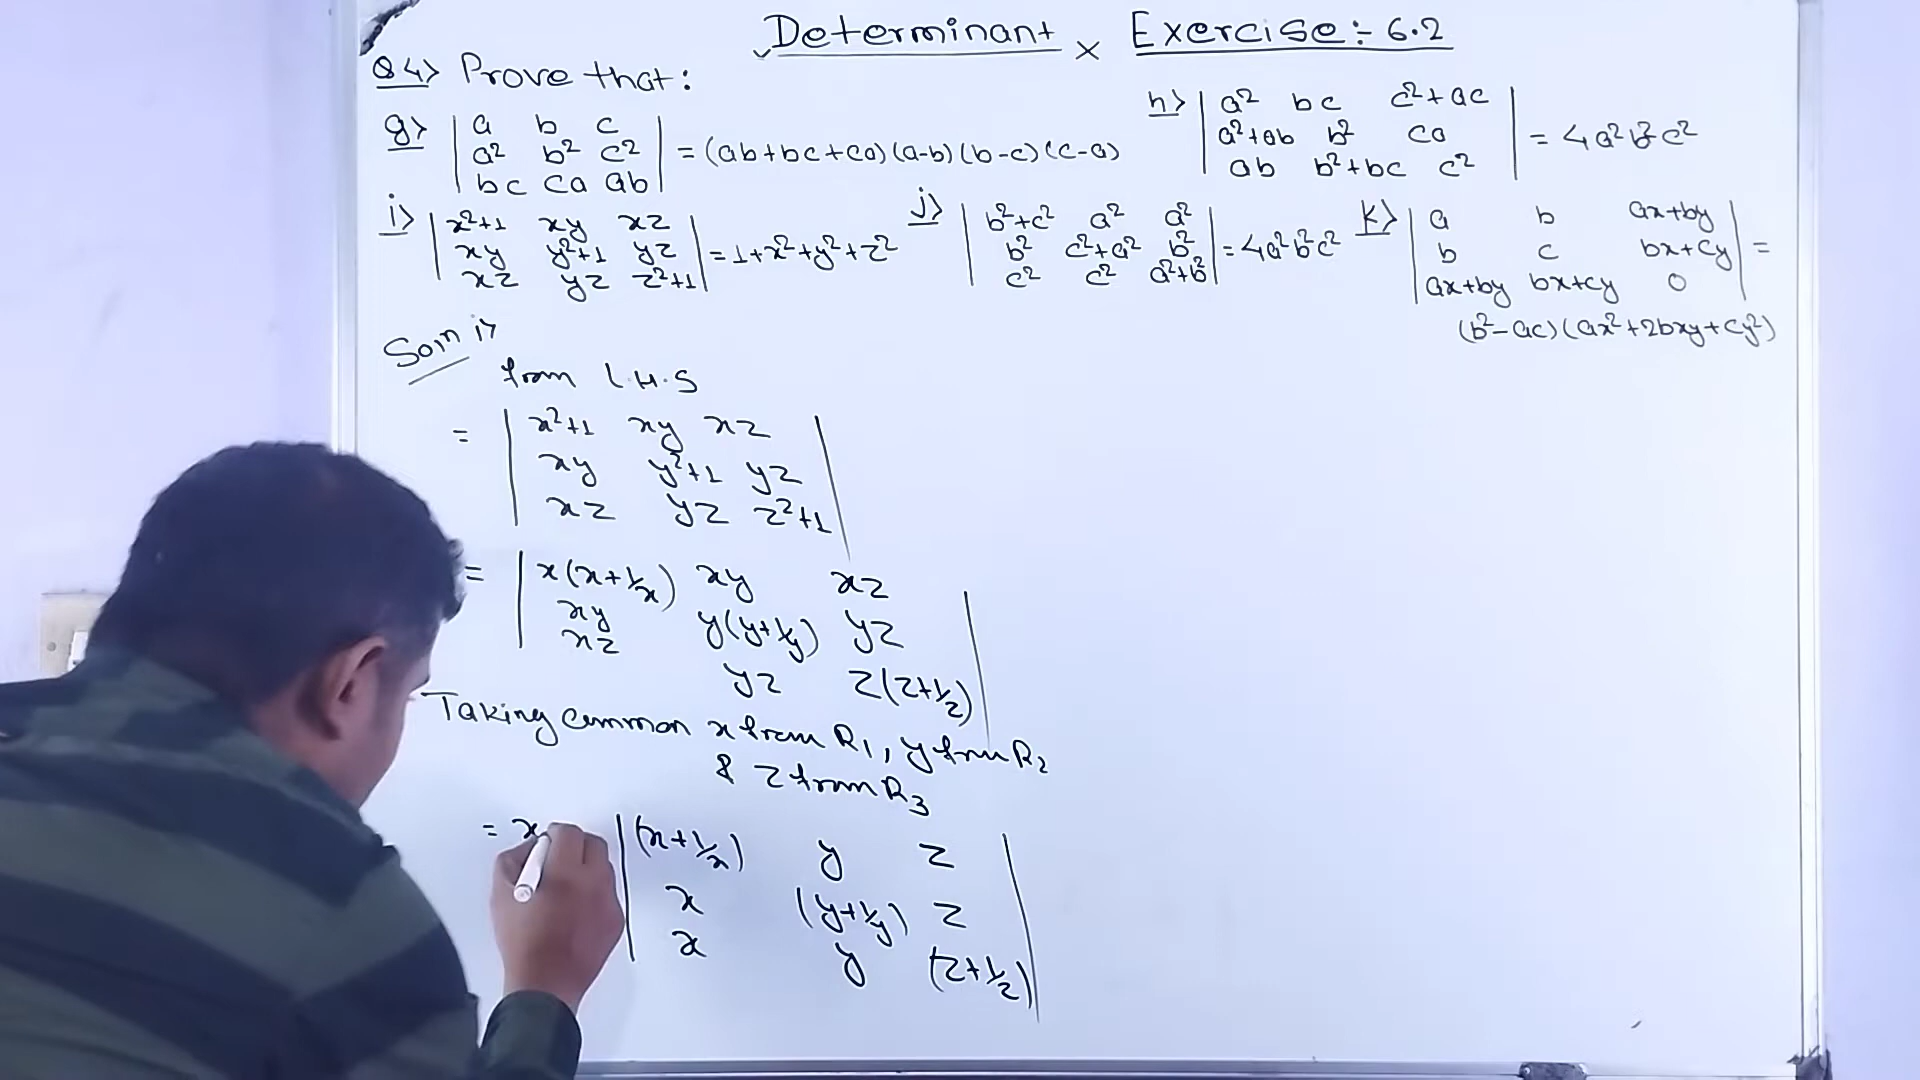 Determinant × Exercise:- 6.2
Q4> Prove that:
g> | a b c |
| a² b² c² | = (ab+bc+ca)(a-b)(b-c)(c-a)
| bc ca ab |
h> | a² bc c²+ac |
| a²+ab b² ca | = 4a²b²c²
| ab b²+bc c² |
i> | x²+1 xy xz |
| xy y²+1 yz | = 1+x²+y²+z²
| xz yz z²+1 |
j> | b²+c² a² a² |
| b² c²+a² b² | = 4a²b²c²
| c² c² a²+b² |
k> | a b ax+by |
| b c bx+cy | =
| ax+by bx+cy 0 |
(b²-ac)(ax²+2bxy+cy²)
Soln i>
from L.H.S
= | x²+1 xy xz |
| xy y²+1 yz |
| xz yz z²+1 |
= | x(x+1/x) xy xz |
| xy y(y+1/y) yz |
| xz yz z(z+1/z) |
Taking common x from R1, y from R2
& z from R3
= x | (x+1/x) y z |
| x (y+1/y) z |
| x y (z+1/z) |